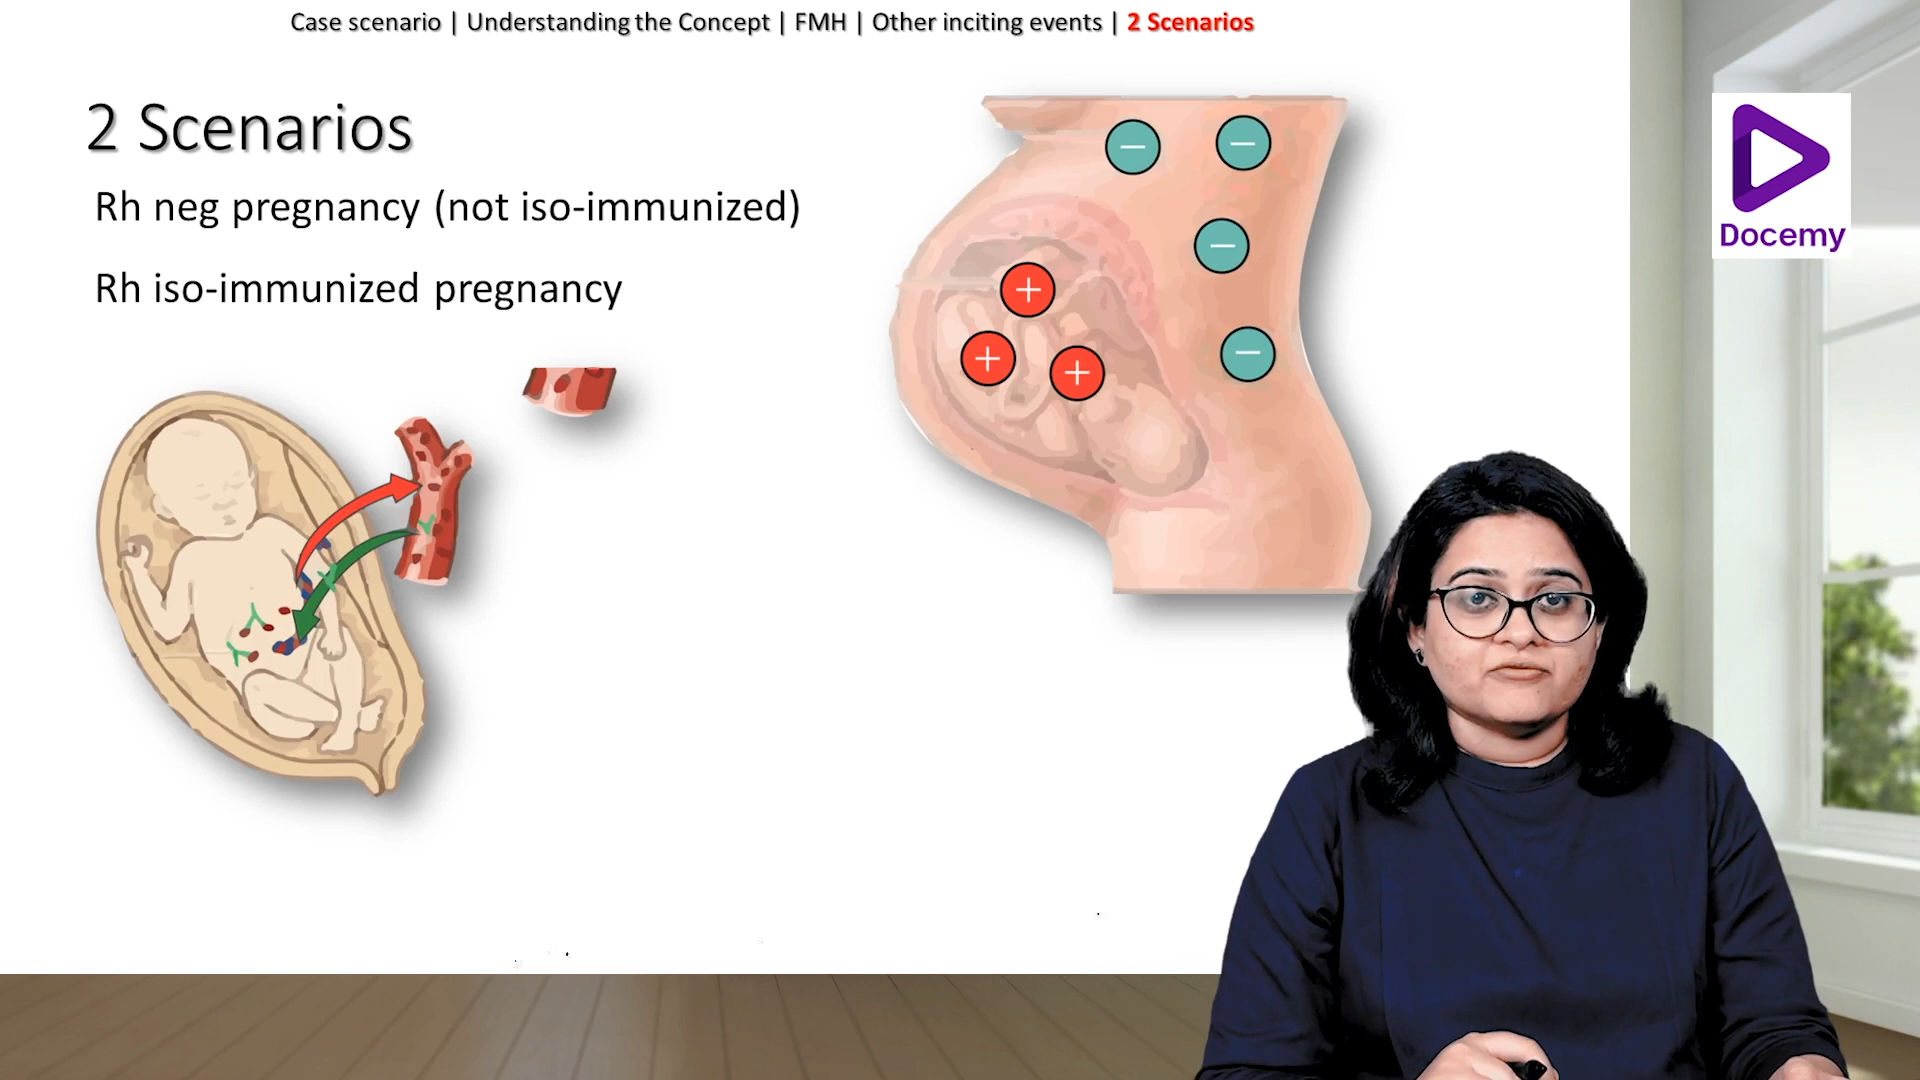 Case scenario | Understanding the Concept | FMH | Other inciting events | 2 Scenarios
2 Scenarios
Rh neg pregnancy (not iso-immunized)
Rh iso-immunized pregnancy
Docemy